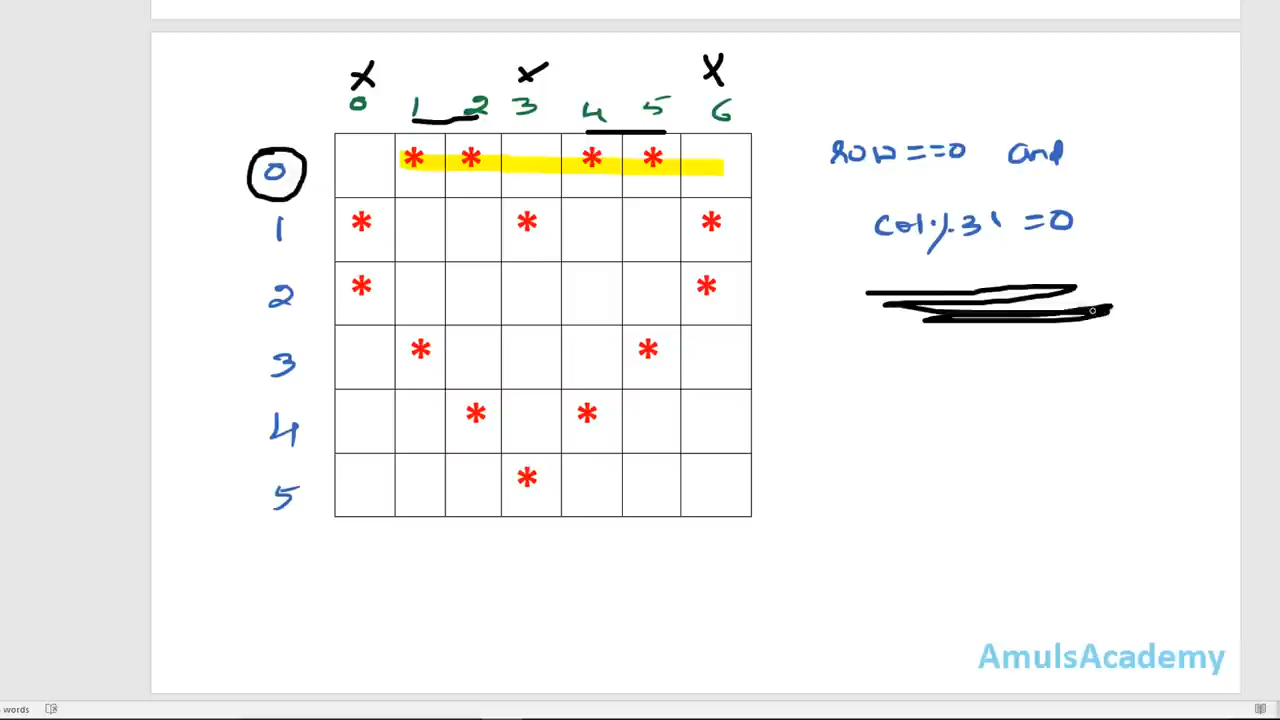 0 1 2 3 4 5 6
0 * * * *
1 * * *
2 * *
3 * *
4 * *
5 *
row==0 and
col%3!=0
AmulsAcademy
words